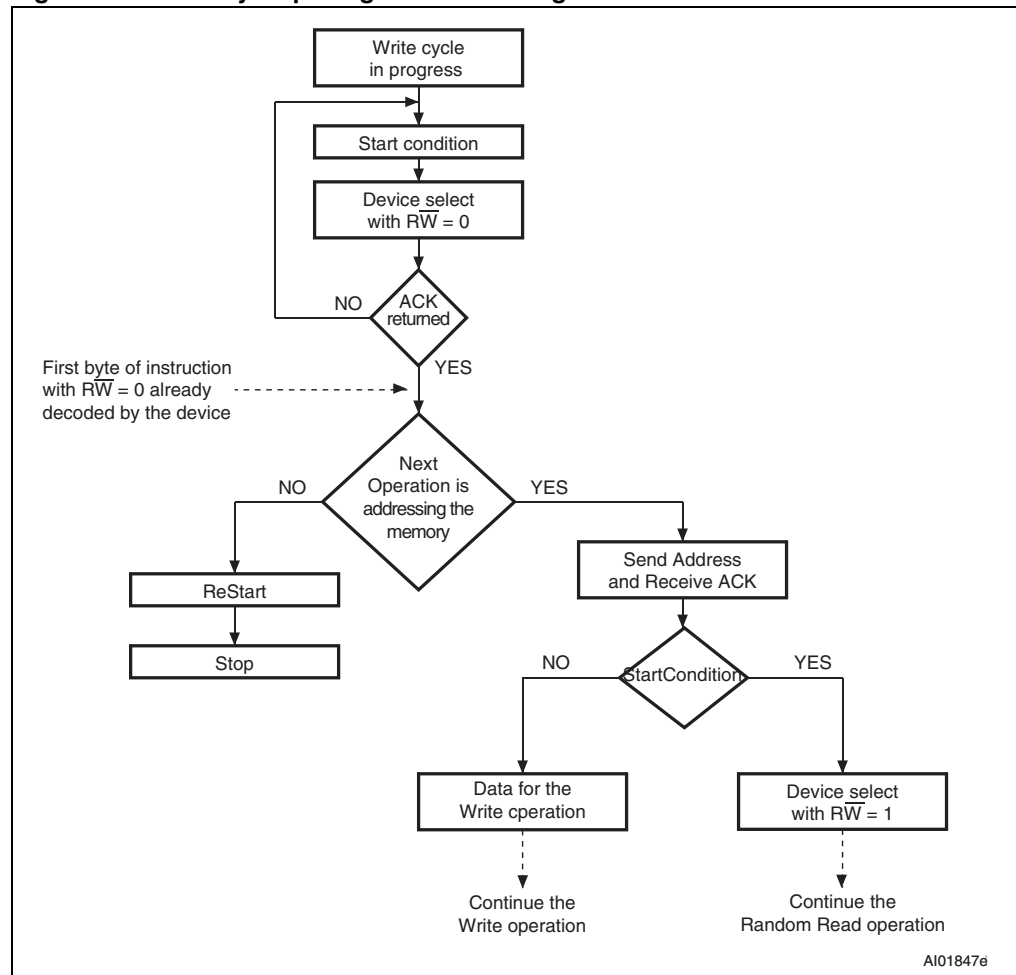 Write cycle
in progress
Start condition
Device select
with RW̅ = 0
NO
ACK
returned
YES
First byte of instruction
with RW̅ = 0 already
decoded by the device
Next
Operation is
addressing the
memory
NO
YES
Send Address
and Receive ACK
ReStart
Stop
NO
StartCondition
YES
Data for the
Write cperation
Device select
with RW̅ = 1
Continue the
Write operation
Continue the
Random Read operation
AI01847e